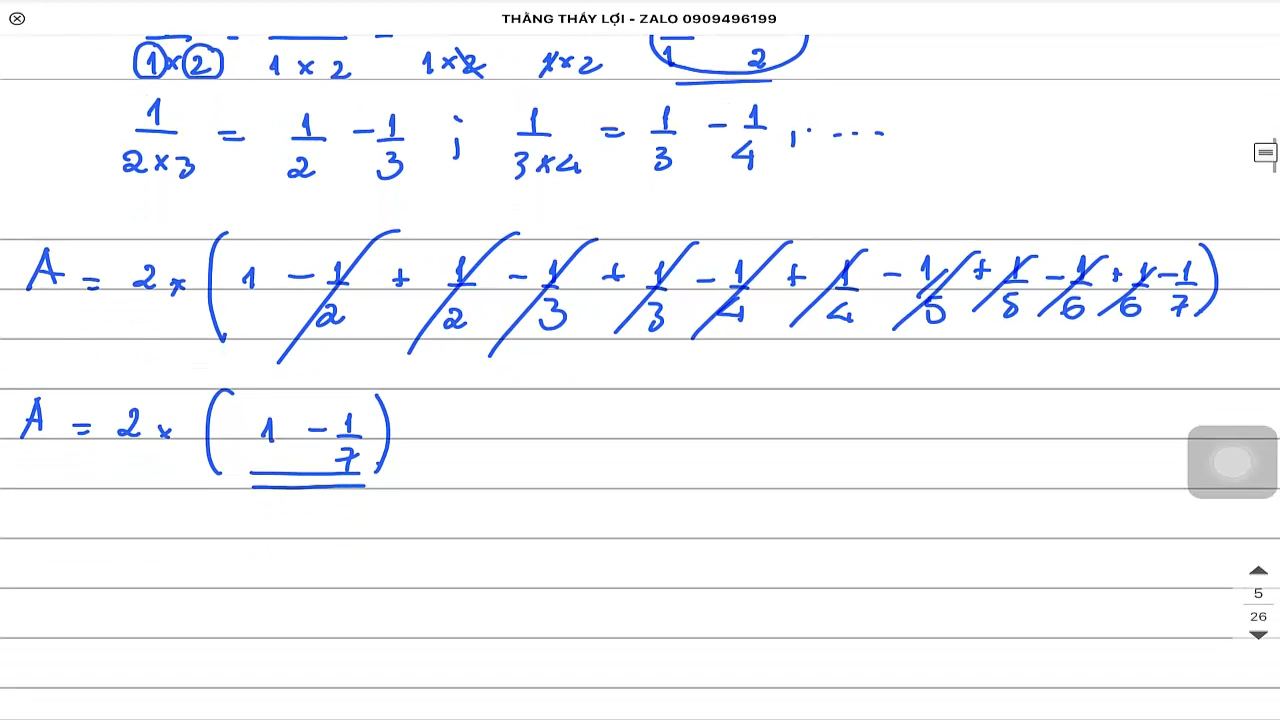 THẦNG THẦY LỢI - ZALO 0909496199
1×2 - 1×2 - 1×2 1×2 1 2
1/(2×3) = 1/2 - 1/3 ; 1/(3×4) = 1/3 - 1/4 , ....
A = 2 × ( 1 - 1/2 + 1/2 - 1/3 + 1/3 - 1/4 + 1/4 - 1/5 + 1/5 - 1/6 + 1/6 - 1/7 )
A = 2 × ( 1 - 1/7 )
5
26